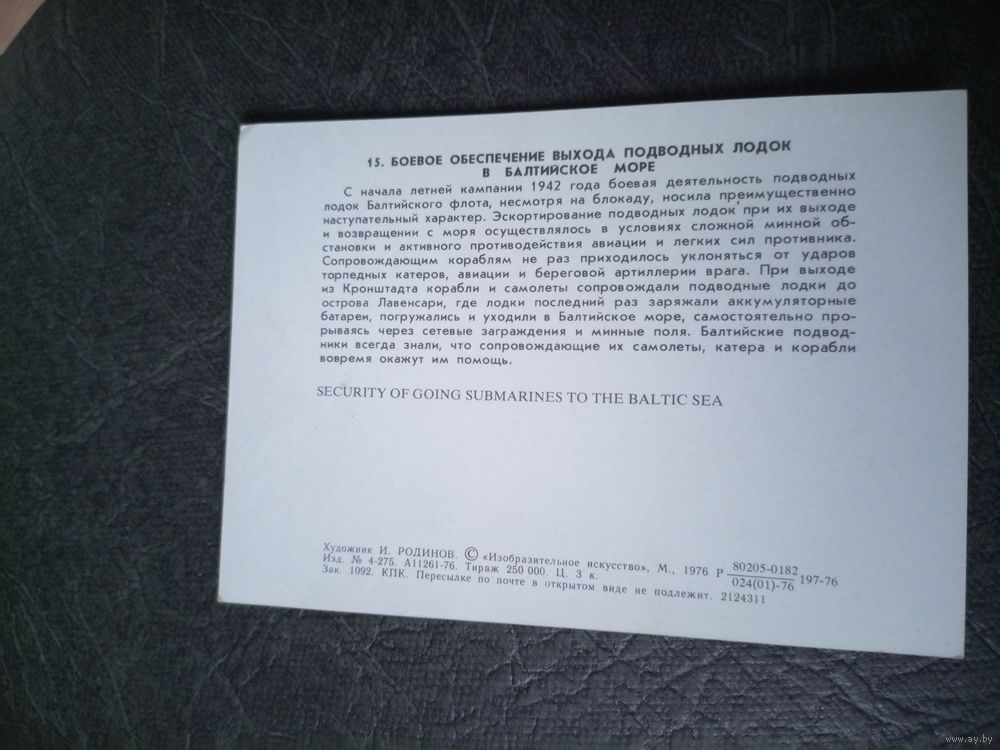 15. БОЕВОЕ ОБЕСПЕЧЕНИЕ ВЫХОДА ПОДВОДНЫХ ЛОДОК
В БАЛТИЙСКОЕ МОРЕ
С начала летней кампании 1942 года боевая деятельность подводных
лодок Балтийского флота, несмотря на блокаду, носила преимущественно
наступательный характер. Эскортирование подводных лодок при их выходе
и возвращении с моря осуществлялось в условиях сложной минной об-
становки и активного противодействия авиации и легких сил противника.
Сопровождающим кораблям не раз приходилось уклоняться от ударов
торпедных катеров, авиации и береговой артиллерии врага. При выходе
из Кронштадта корабли и самолеты сопровождали подводные лодки до
острова Лавенсари, где лодки последний раз заряжали аккумуляторные
батареи, погружались и уходили в Балтийское море, самостоятельно про-
рываясь через сетевые заграждения и минные поля. Балтийские подвод-
ники всегда знали, что сопровождающие их самолеты, катера и корабли
вовремя окажут им помощь.
SECURITY OF GOING SUBMARINES TO THE BALTIC SEA
Художник И. РОДИНОВ. © «Изобразительное искусство», М., 1976 Р 80205-0182
024(01)-76 197-76
Изд. № 4-275. А11261-76. Тираж 250 000. Ц. 3 к.
Зак. 1092. КПК. Пересылке по почте в открытом виде не подлежит. 2124311
www.ay.by